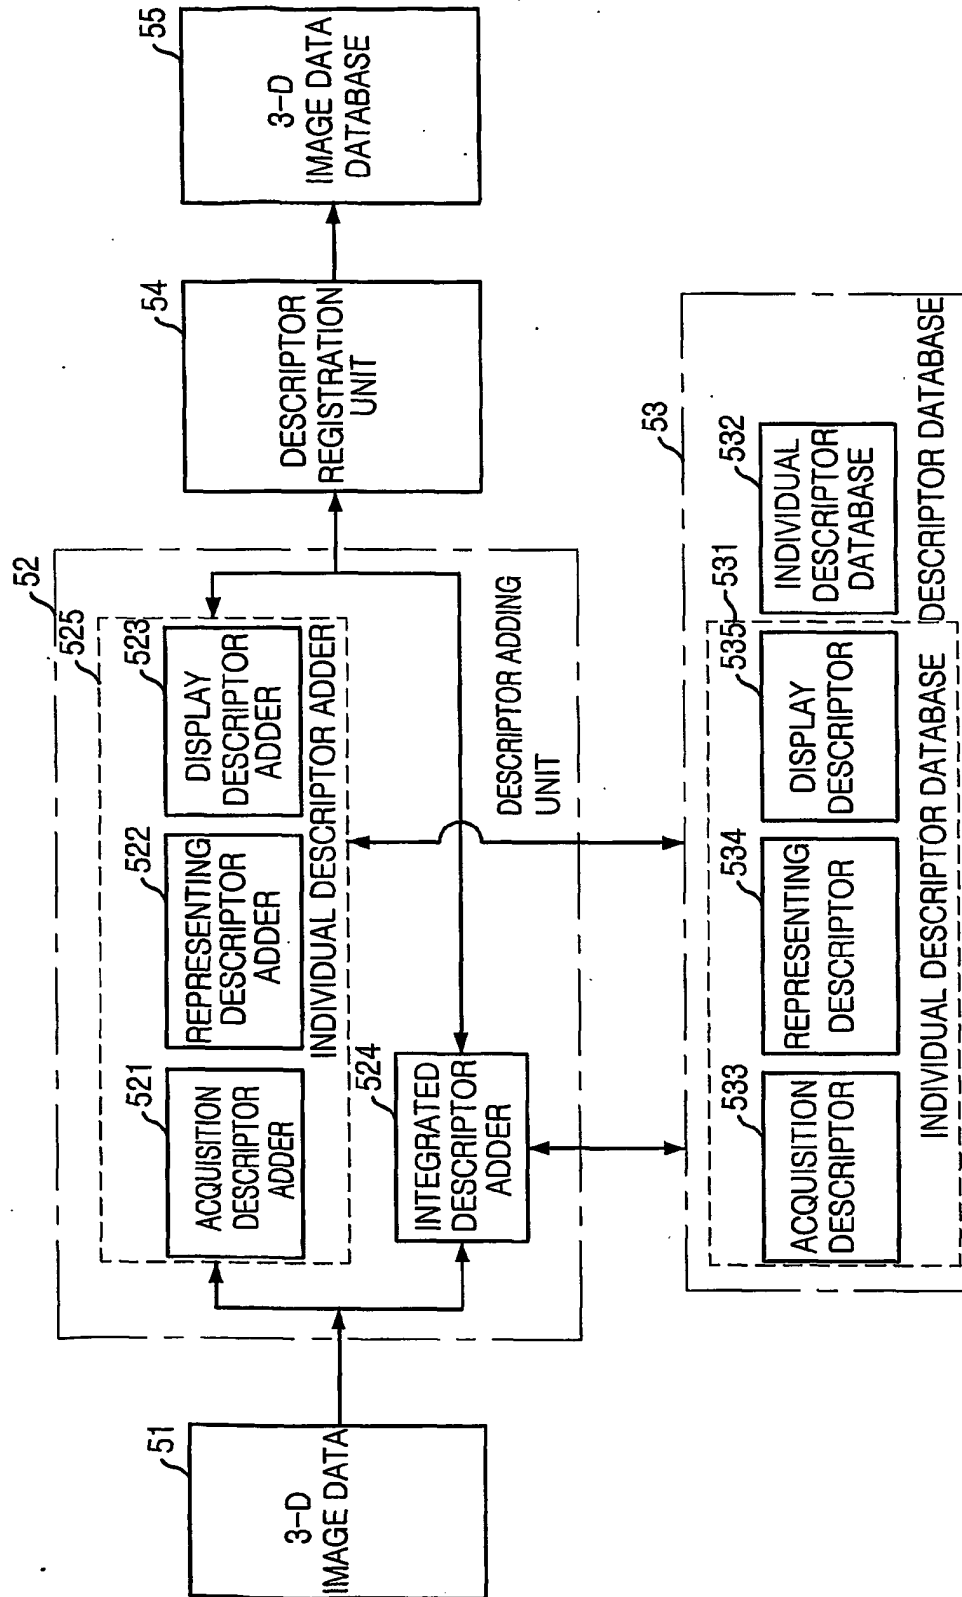 51
3-D
IMAGE DATA
52
525
521
ACQUISITION
DESCRIPTOR
ADDER
522
REPRESENTING
DESCRIPTOR
ADDER
523
DISPLAY
DESCRIPTOR
ADDER
INDIVIDUAL DESCRIPTOR ADDER
524
INTEGRATED
DESCRIPTOR
ADDER
DESCRIPTOR ADDING
UNIT
54
DESCRIPTOR
REGISTRATION
UNIT
55
3-D
IMAGE DATA
DATABASE
53
531
533
ACQUISITION
DESCRIPTOR
534
REPRESENTING
DESCRIPTOR
535
DISPLAY
DESCRIPTOR
INDIVIDUAL DESCRIPTOR DATABASE
532
INDIVIDUAL
DESCRIPTOR
DATABASE
DESCRIPTOR DATABASE